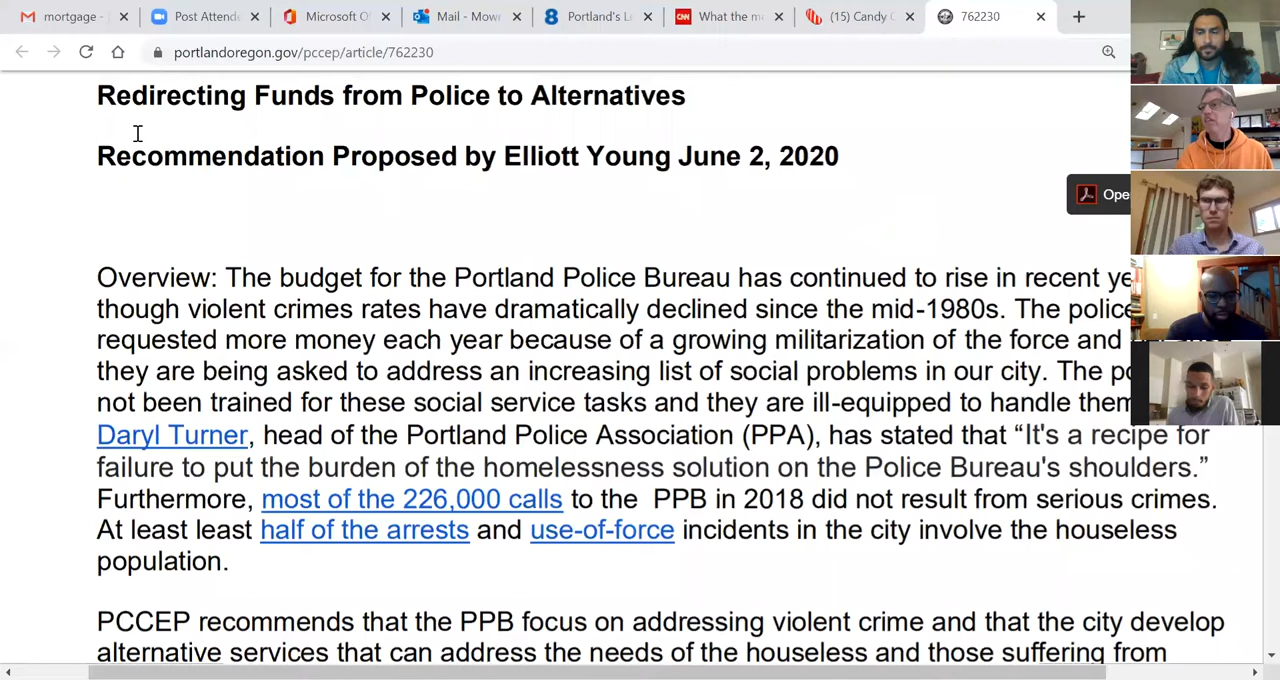 mortgage -
Post Attend
Microsoft O
Mail - Mow
Portland's L
CNN
What the m
(15) Candy C
762230
portlandoregon.gov/pccep/article/762230
Redirecting Funds from Police to Alternatives
Recommendation Proposed by Elliott Young June 2, 2020
Ope
Overview: The budget for the Portland Police Bureau has continued to rise in recent ye
though violent crimes rates have dramatically declined since the mid-1980s. The police
requested more money each year because of a growing militarization of the force and
they are being asked to address an increasing list of social problems in our city. The po
not been trained for these social service tasks and they are ill-equipped to handle them
Daryl Turner, head of the Portland Police Association (PPA), has stated that “It's a recipe for
failure to put the burden of the homelessness solution on the Police Bureau's shoulders.”
Furthermore, most of the 226,000 calls to the PPB in 2018 did not result from serious crimes.
At least least half of the arrests and use-of-force incidents in the city involve the houseless
population.
PCCEP recommends that the PPB focus on addressing violent crime and that the city develop
alternative services that can address the needs of the houseless and those suffering from